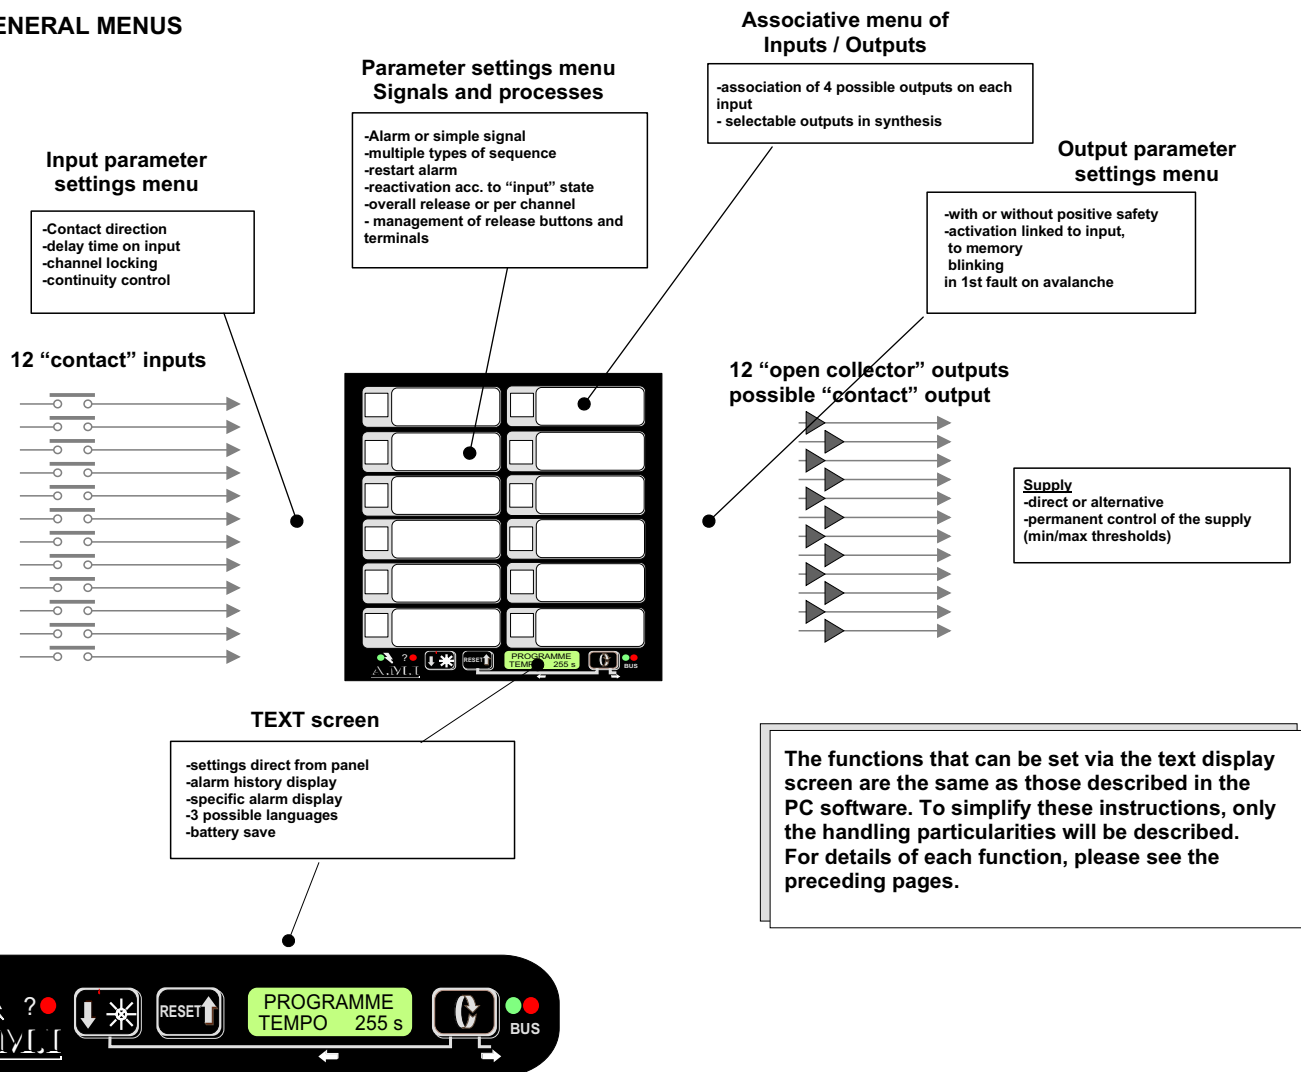 ENERAL MENUS
Associative menu of
Inputs / Outputs
-association of 4 possible outputs on each
input
- selectable outputs in synthesis
Parameter settings menu
Signals and processes
-Alarm or simple signal
-multiple types of sequence
-restart alarm
-reactivation acc. to “input” state
-overall release or per channel
- management of release buttons and
terminals
Input parameter
settings menu
-Contact direction
-delay time on input
-channel locking
-continuity control
Output parameter
settings menu
-with or without positive safety
-activation linked to input,
to memory
blinking
in 1st fault on avalanche
12 “contact” inputs
12 “open collector” outputs
possible “contact” output
Supply
-direct or alternative
-permanent control of the supply
(min/max thresholds)
?
A.M.I
RESET
PROGRAMME
TEMPO 255 s
BUS
TEXT screen
-settings direct from panel
-alarm history display
-specific alarm display
-3 possible languages
-battery save
The functions that can be set via the text display
screen are the same as those described in the
PC software. To simplify these instructions, only
the handling particularities will be described.
For details of each function, please see the
preceding pages.
?
.M.I
RESET
PROGRAMME
TEMPO 255 s
BUS